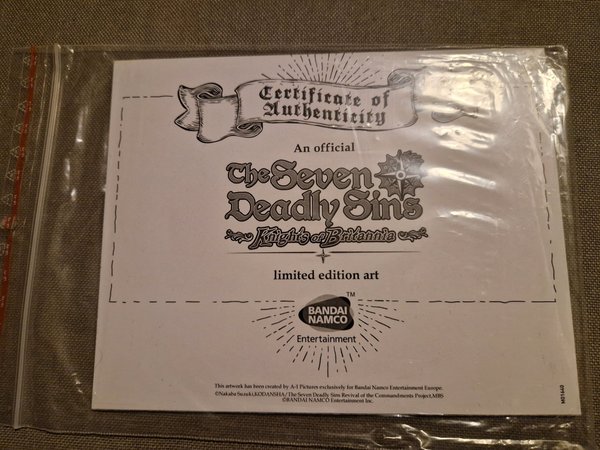 Certificate of
Authenticity
An official
The Seven
Deadly Sins
Knights of Britannia
limited edition art
BANDAI
NAMCO
TM
Entertainment
This artwork has been created by A-1 Pictures exclusively for Bandai Namco Entertainment Europe.
©Nakaba Suzuki,KODANSHA/The Seven Deadly Sins Revival of the Commandments Project,MBS
©BANDAI NAMCO Entertainment Inc.